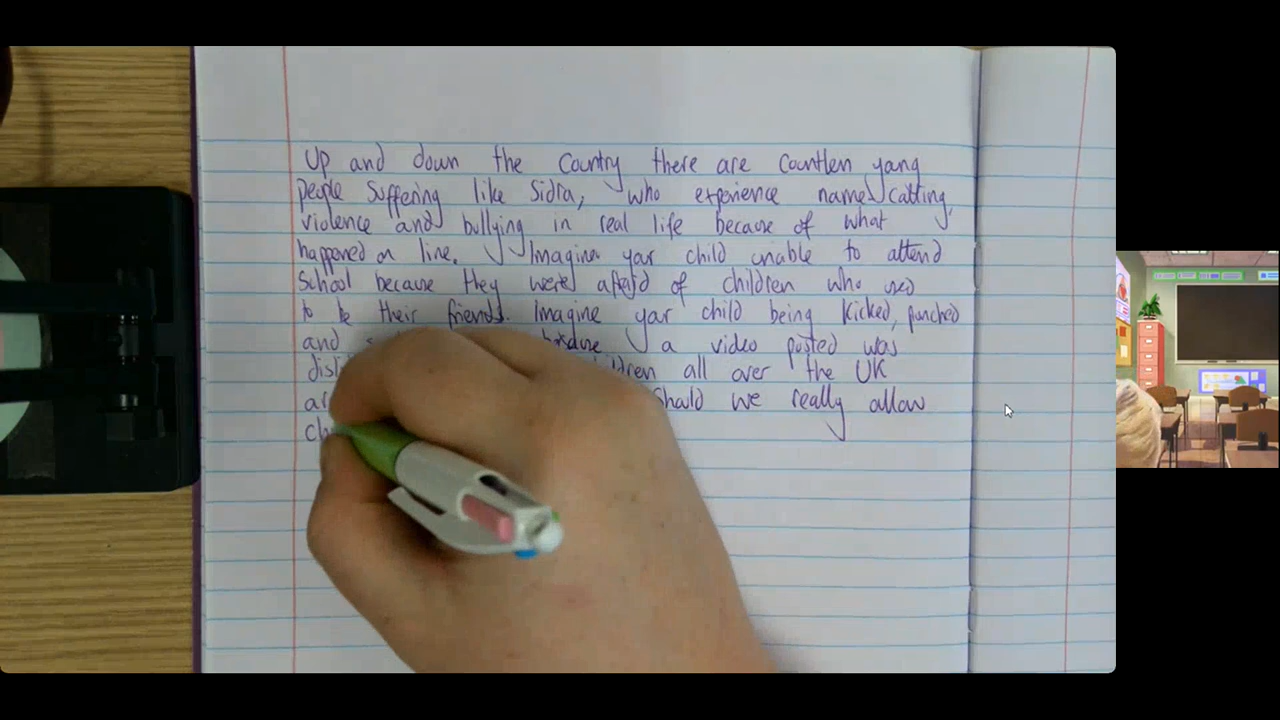 Up and down the country there are countless young
people suffering like Sidra, who experience name-calling,
violence and bullying in real life because of what
happened on line. Imagine your child unable to attend
school because they were afraid of children who used
to be their friends. Imagine your child being kicked, punched
and because a video posted was
children all over the UK
Should we really allow